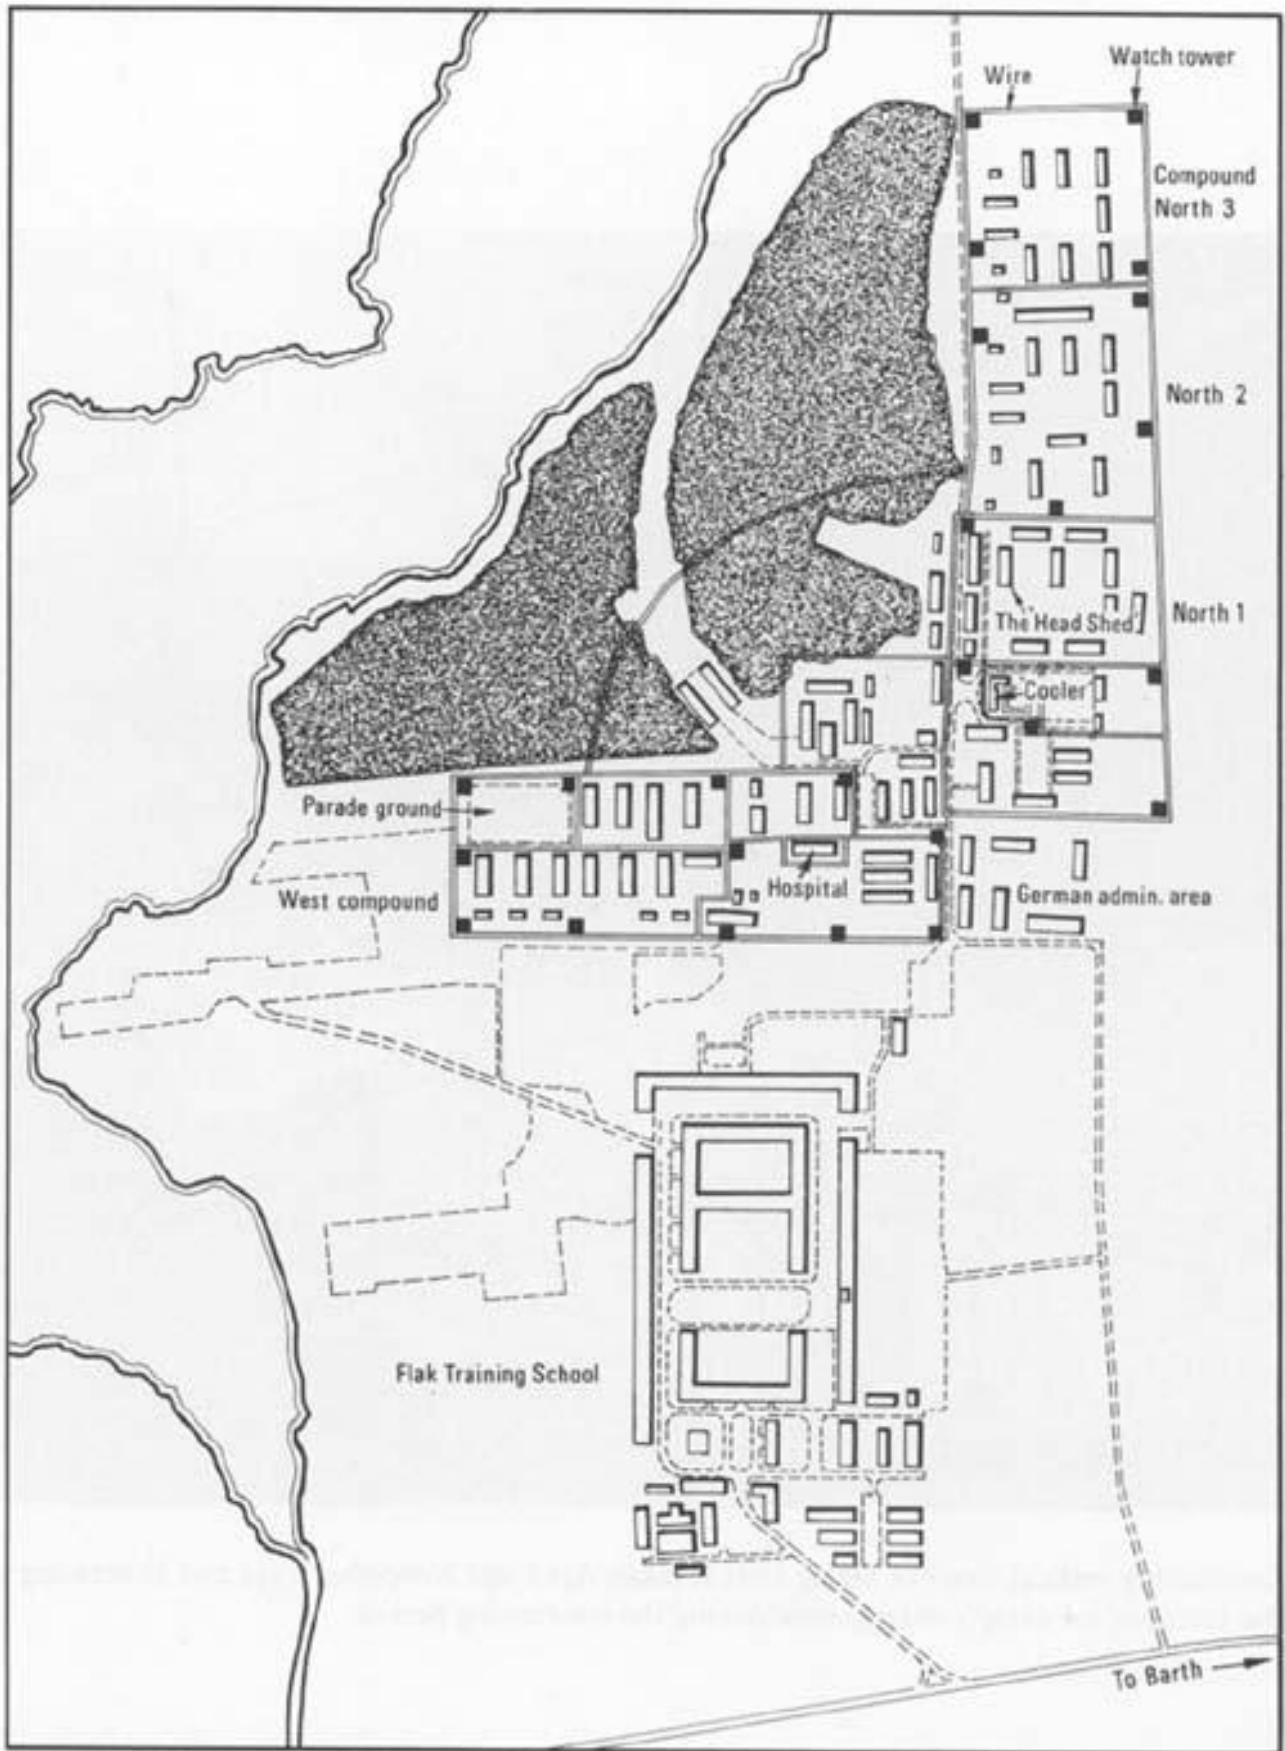 Watch tower
Wire
Compound
North 3
North 2
The Head Shed
North 1
Cooler
Parade ground
Hospital
West compound
German admin. area
Flak Training School
To Barth